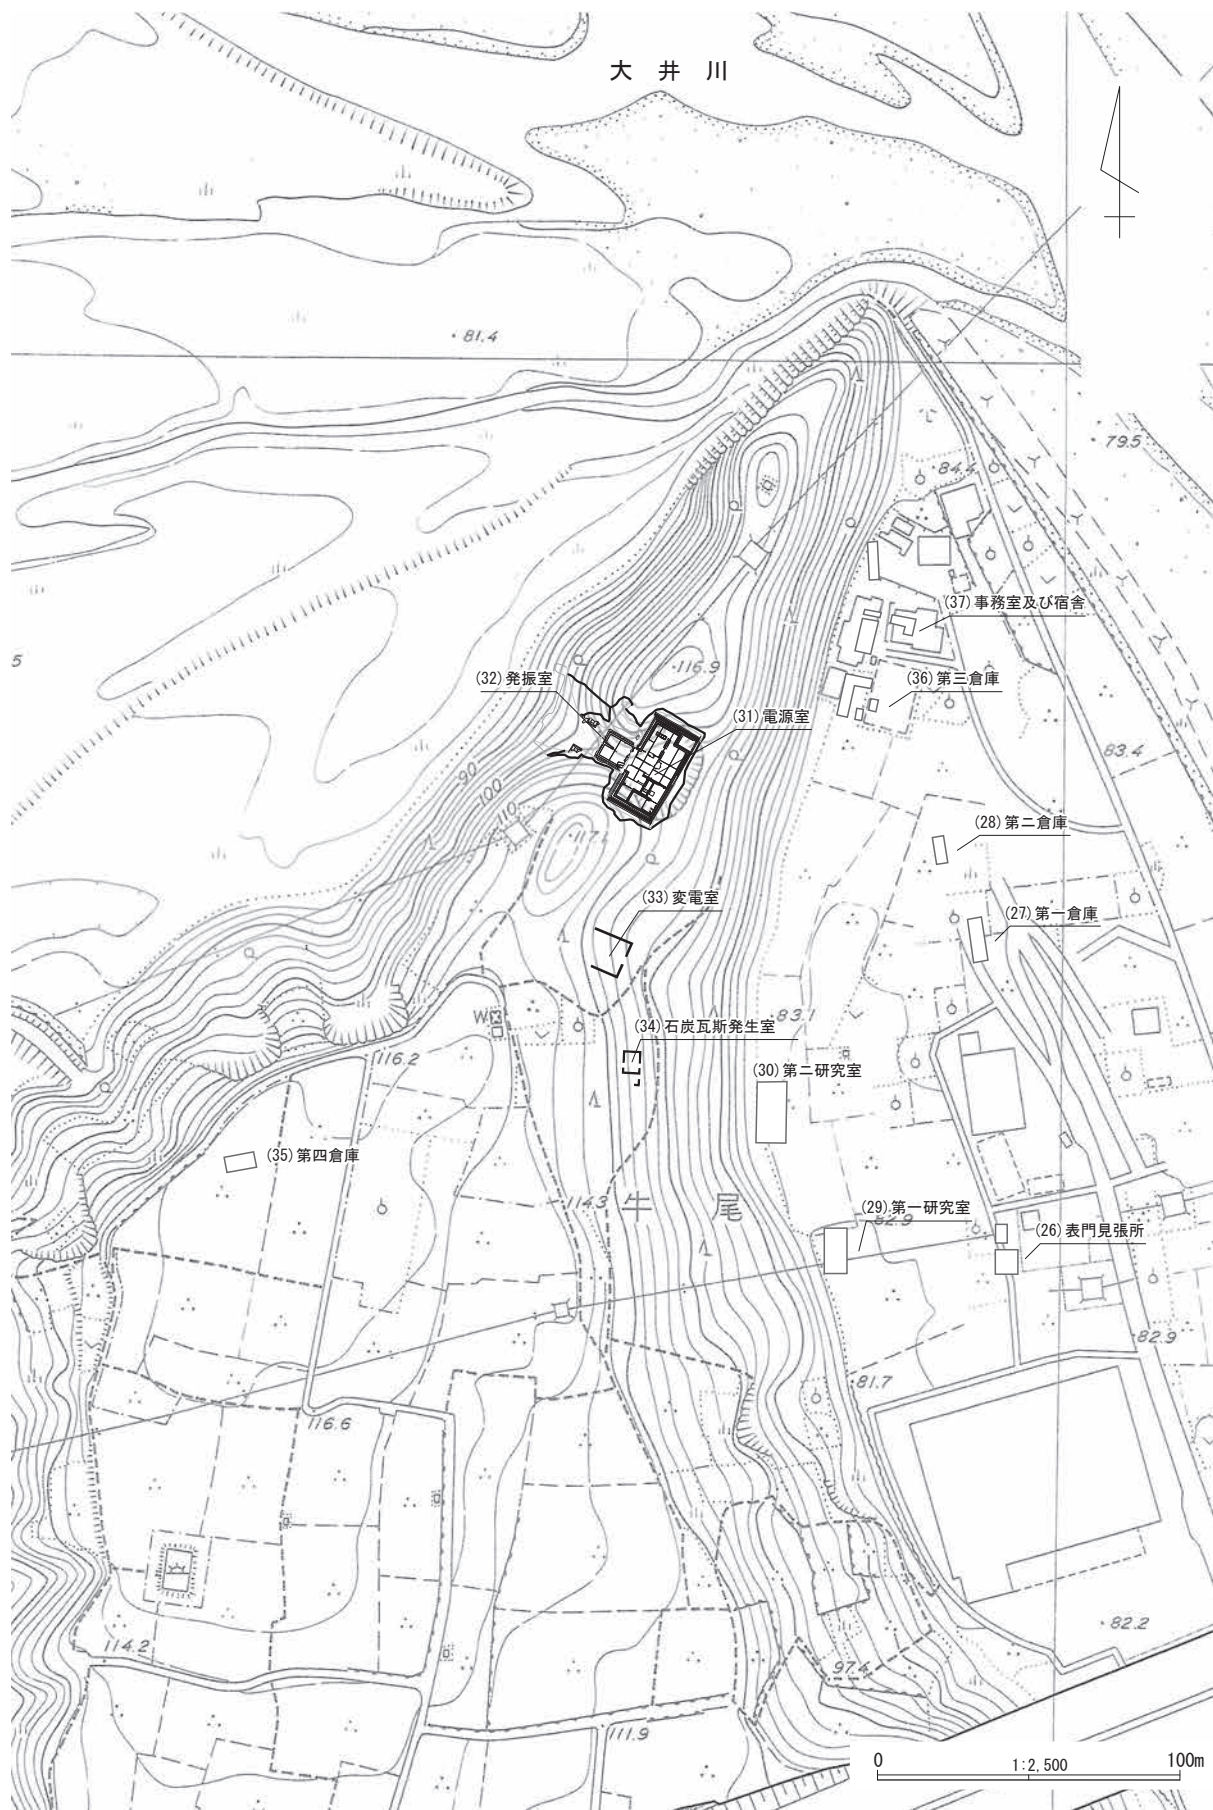 大井川
81.4
79.5
84.4
(37) 事務室及び宿舎
5
116.9
(32) 発振室
(36) 第三倉庫
(31) 電源室
83.4
90
100
110
(28) 第二倉庫
(33) 変電室
(27) 第一倉庫
W
83.1
(34) 石炭瓦斯発生室
116.2
(30) 第二研究室
(35) 第四倉庫
114.3
牛尾
(29) 第一研究室
82.9
(26) 表門見張所
82.9
81.7
116.6
82.2
114.2
97.4
111.9
0
1:2,500
100m